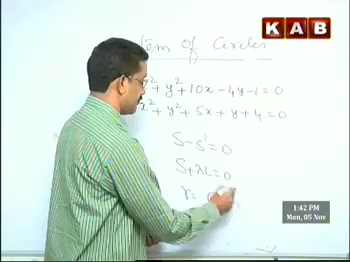 KAB
tem of Circles
x²+y²+10x-4y-1=0
x²+y²+5x+y+4=0
S-S'=0
S+λL=0
r=
1:42 PM
Mon, 05 Nov